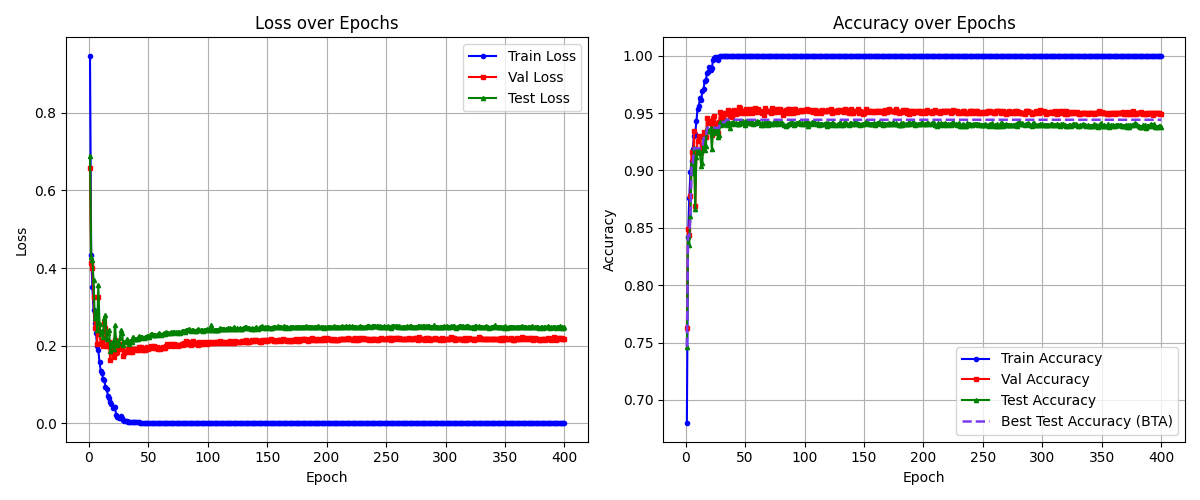 Loss over Epochs
Train Loss
Val Loss
Test Loss
Loss
0.8
0.6
0.4
0.2
0.0
0
50
100
150
200
250
300
350
400
Epoch
Accuracy over Epochs
Accuracy
1.00
0.95
0.90
0.85
0.80
0.75
0.70
Train Accuracy
Val Accuracy
Test Accuracy
Best Test Accuracy (BTA)
0
50
100
150
200
250
300
350
400
Epoch